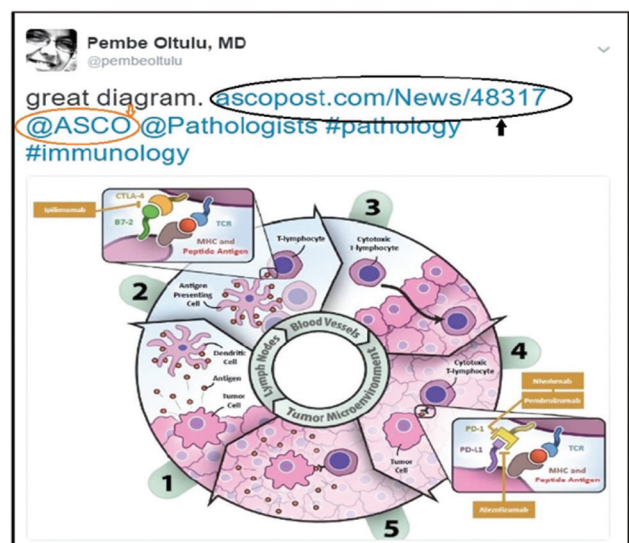 Pembe Oltulu, MD
@pembeoltulu
great diagram. ascopost.com/News/48317
@ASCO @Pathologists #pathology
#immunology
3
CTLA-4
Ipilimumab
B7-2
TCR
MHC and
Peptide Antigen
T-lymphocyte
Cytotoxic
T-lymphocyte
2
Antigen
Presenting
Cell
Blood Vessels
Lymph Nodes
Tumor Microenvironment
4
Cytotoxic
T-lymphocyte
Dendritic
Cell
Antigen
Tumor
Cell
Nivolumab
Pembrolizumab
PD-1
PD-L1
TCR
MHC and
Peptide Antigen
Tumor
Cell
Atezolizumab
1
5